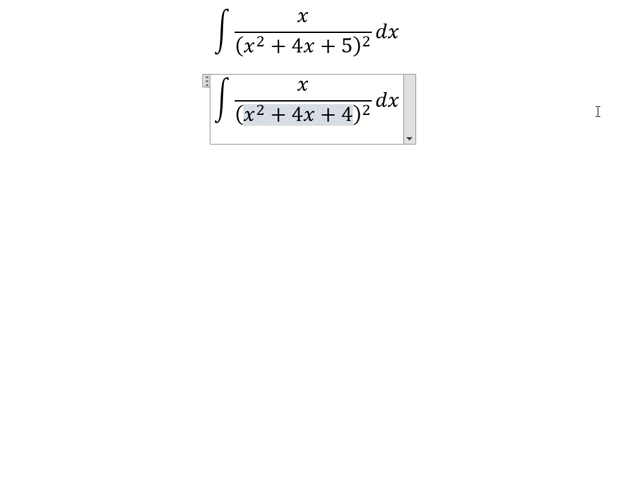 ∫ x/(x² + 4x + 5)² dx
∫ x/(x² + 4x + 4)² dx